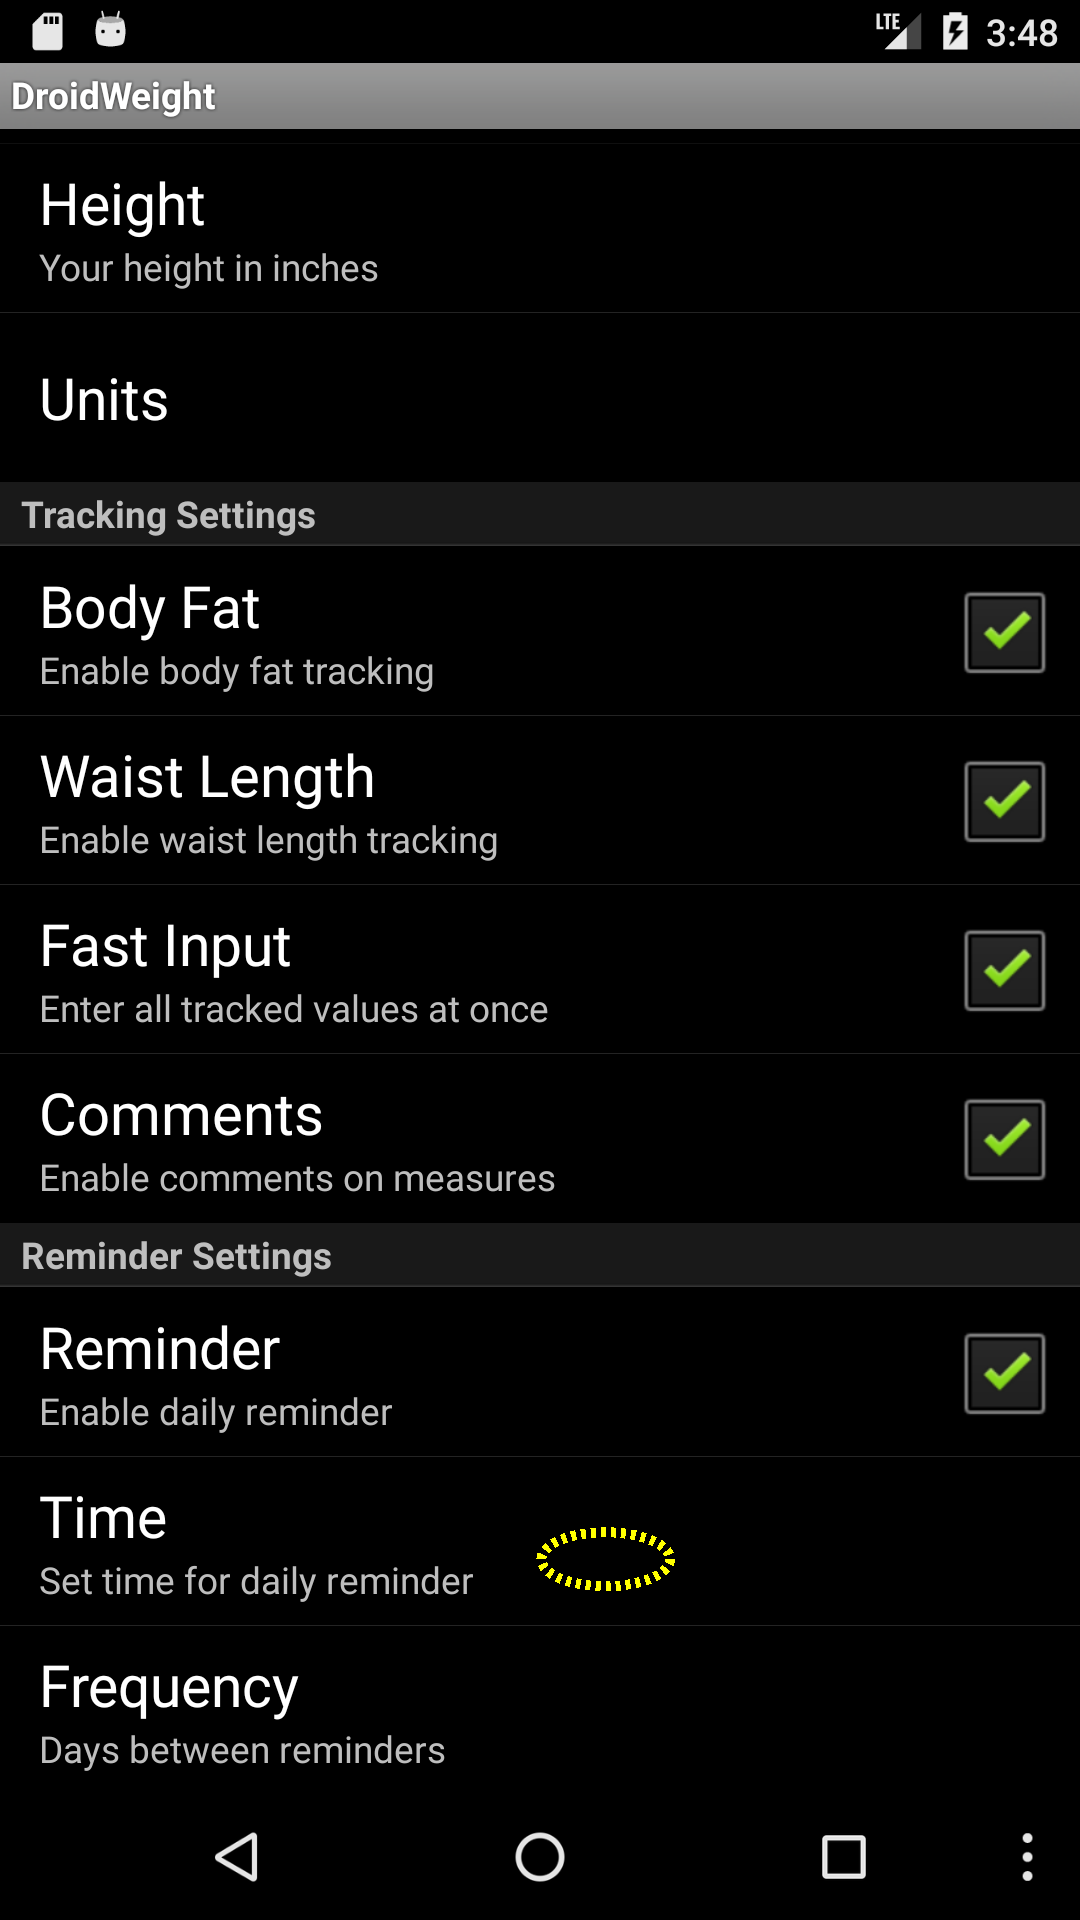 LTE 3:48
DroidWeight
Height
Your height in inches
Units
Tracking Settings
Body Fat
Enable body fat tracking
Waist Length
Enable waist length tracking
Fast Input
Enter all tracked values at once
Comments
Enable comments on measures
Reminder Settings
Reminder
Enable daily reminder
Time
Set time for daily reminder
Frequency
Days between reminders